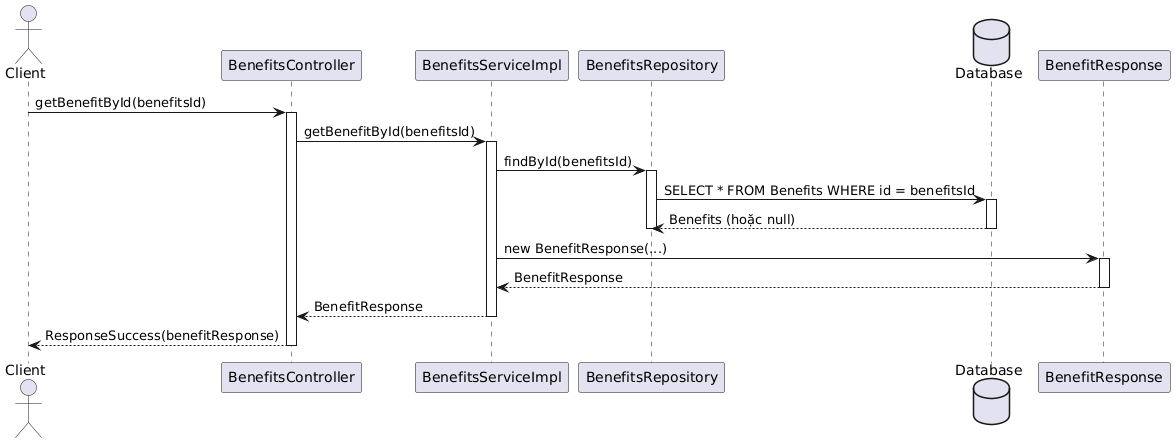 Client
BenefitsController
BenefitsServiceImpl
BenefitsRepository
Database
BenefitResponse
getBenefitById(benefitsId)
getBenefitById(benefitsId)
findById(benefitsId)
SELECT * FROM Benefits WHERE id = benefitsId
Benefits (hoặc null)
new BenefitResponse(...)
BenefitResponse
BenefitResponse
ResponseSuccess(benefitResponse)
Client
BenefitsController
BenefitsServiceImpl
BenefitsRepository
Database
BenefitResponse